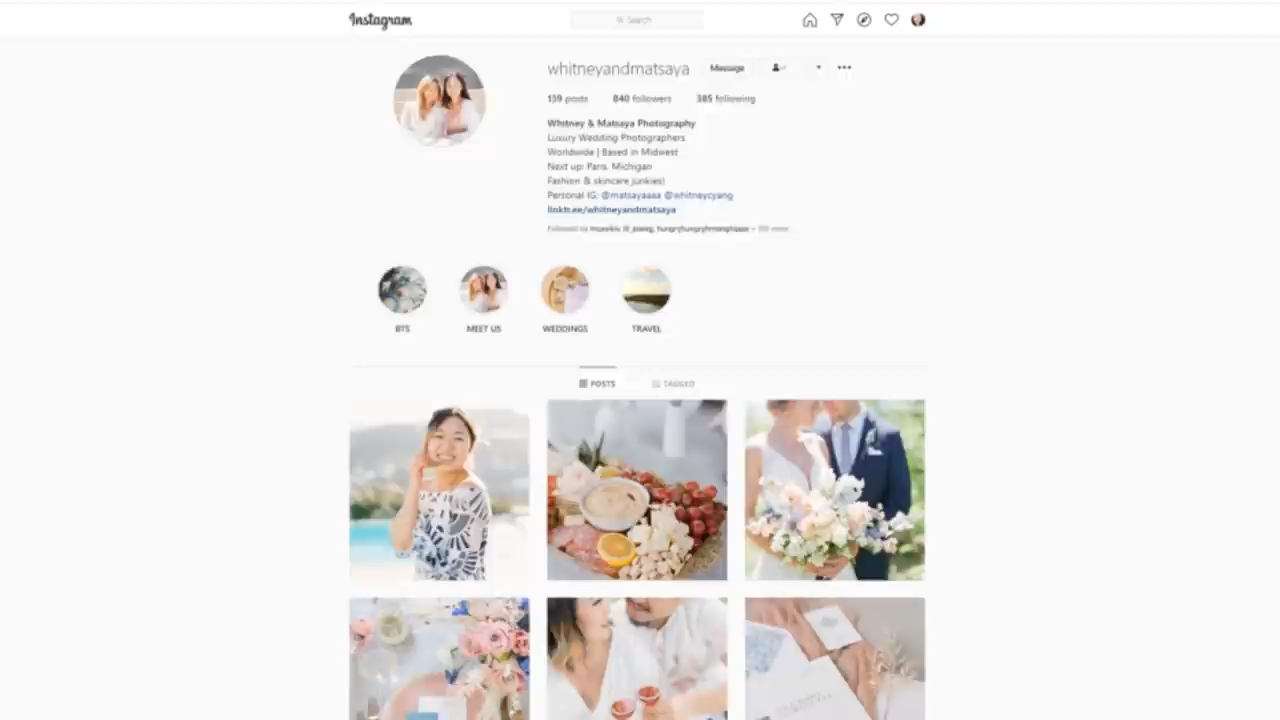 Instagram
Search
whitneyandmatsaya Message
139 posts 840 followers 385 following
Whitney & Matsaya Photography
Luxury Wedding Photographers
Worldwide | Based in Midwest
Next up: Paris, Michigan
Fashion & skincare junkies!
Personal IG: @matsayaaaa @whitneycyang
linktr.ee/whitneyandmatsaya
Followed by
BTS MEET US WEDDINGS TRAVEL
POSTS TAGGED